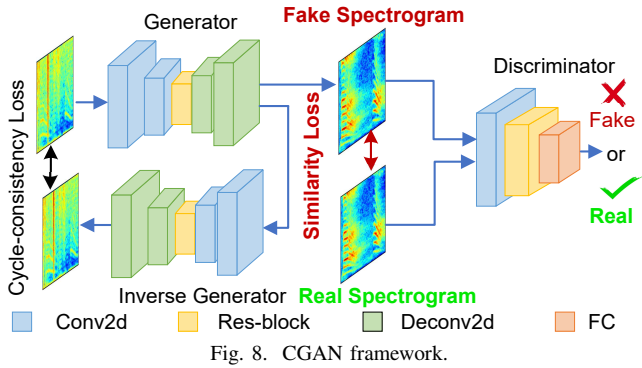 Generator
Fake Spectrogram
Discriminator
Cycle-consistency Loss
Similarity Loss
Fake
or
Real
Inverse Generator
Real Spectrogram
Conv2d
Res-block
Deconv2d
FC
Fig. 8. CGAN framework.